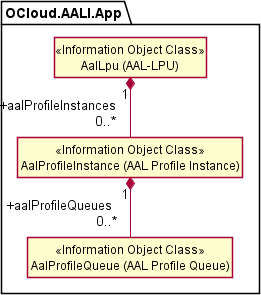 OCloud.AALI.App
«Information Object Class»
AalLpu (AAL-LPU)
1
+aalProfileInstances
0..*
«Information Object Class»
AalProfileInstance (AAL Profile Instance)
1
+aalProfileQueues
0..*
«Information Object Class»
AalProfileQueue (AAL Profile Queue)